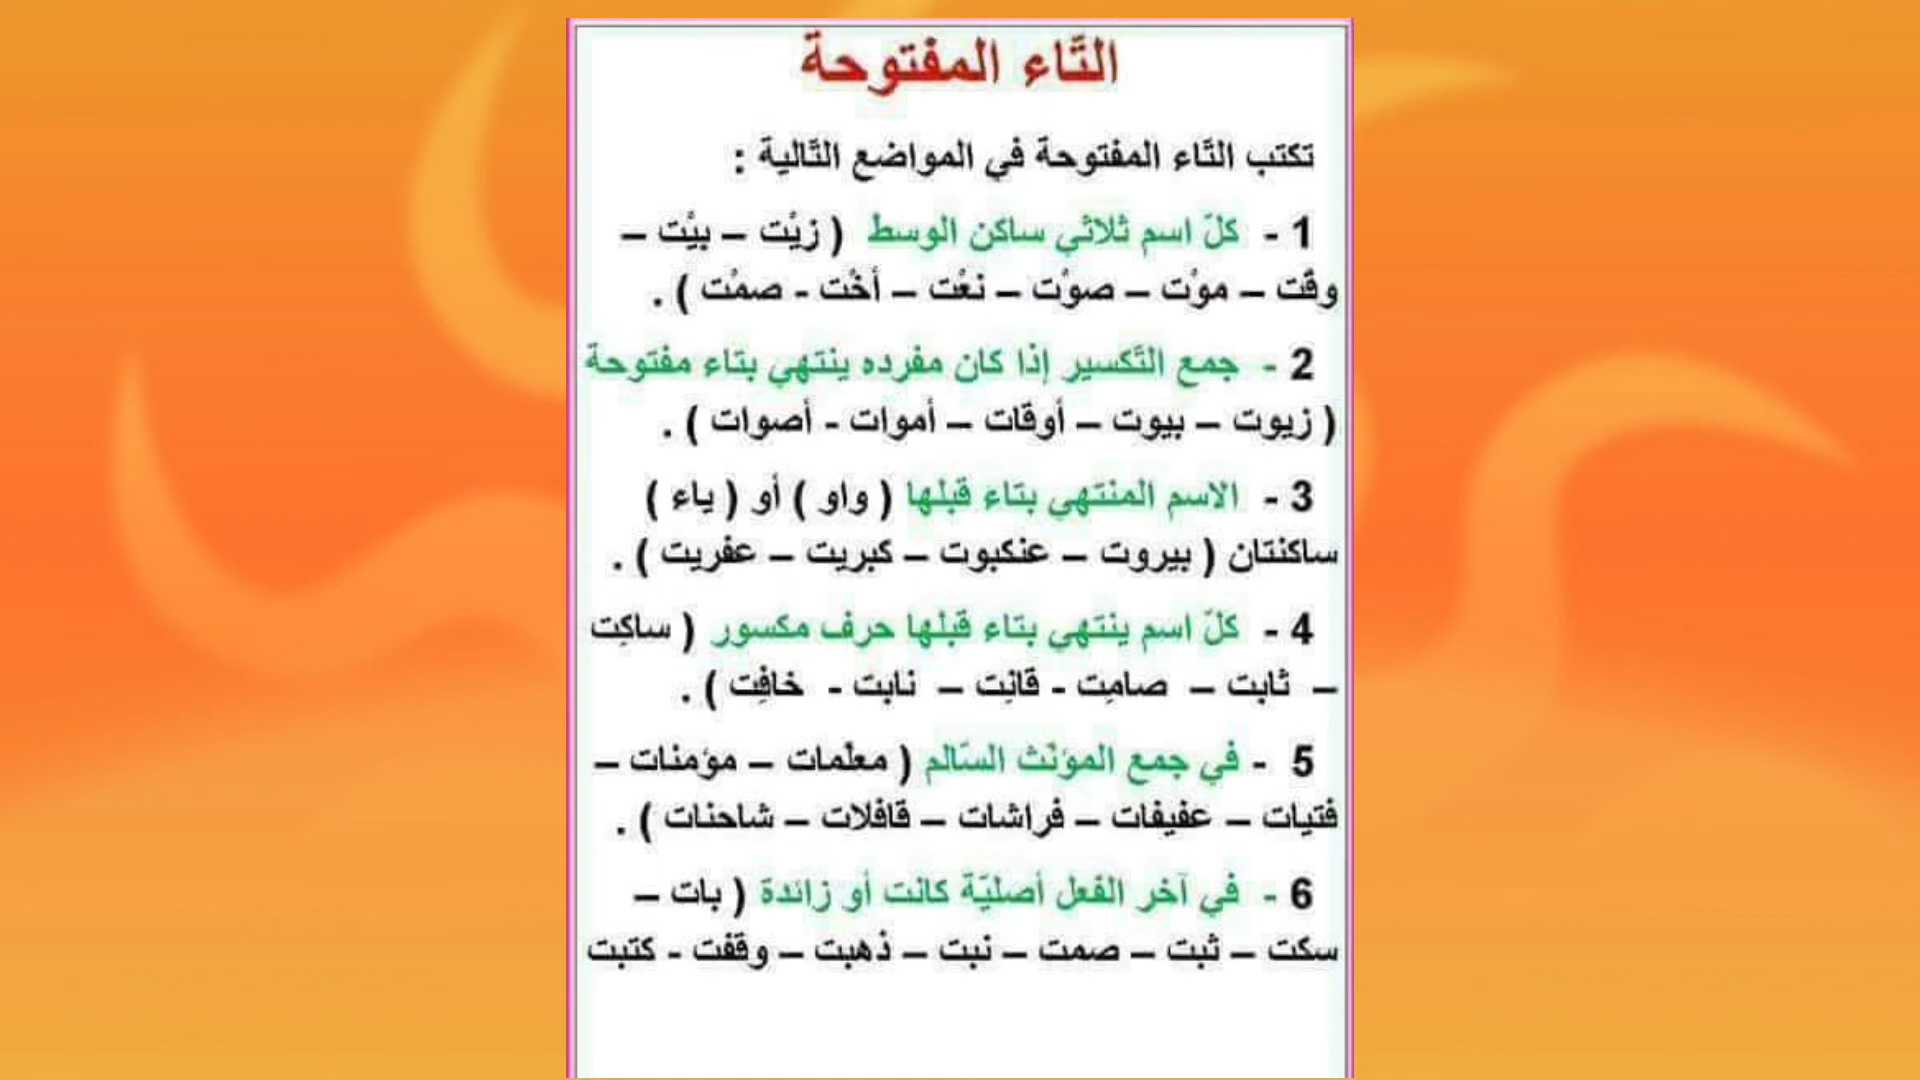 التَّاء المفتوحة
تكتب التَّاء المفتوحة في المواضع التَّالية :
1 - كلّ اسم ثلاثي ساكن الوسط ( زيْت – بيْت –
وقْت – موْت – صوْت – نعْت – أخْت - صمْت ) .
2 - جمع التَّكسير إذا كان مفرده ينتهي بتاء مفتوحة
( زيوت – بيوت – أوقات – أموات - أصوات ) .
3 - الاسم المنتهي بتاء قبلها ( واو ) أو ( ياء )
ساكنتان ( بيروت – عنكبوت – كبريت – عفريت ) .
4 - كلّ اسم ينتهي بتاء قبلها حرف مكسور ( ساكِت
– ثابت – صامِت - قانِت – نابت - خافِت ) .
5 - في جمع المؤنّث السّالم ( معلّمات – مؤمنات –
فتيات – عفيفات – فراشات – قافلات – شاحنات ) .
6 - في آخر الفعل أصليّة كانت أو زائدة ( بات –
سكت – ثبت – صمت – نبت – ذهبت – وقفت - كتبت